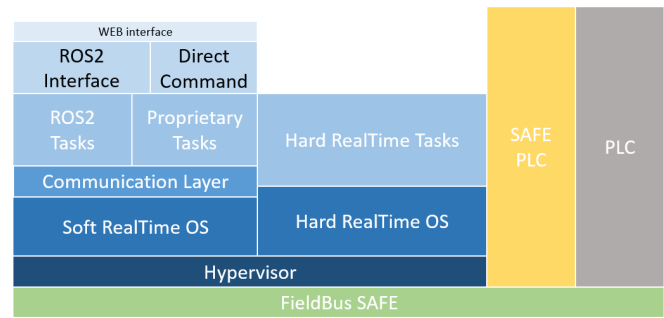 WEB interface
ROS2
Interface
Direct
Command
ROS2
Tasks
Proprietary
Tasks
Hard RealTime Tasks
SAFE
PLC
PLC
Communication Layer
Soft RealTime OS
Hard RealTime OS
Hypervisor
FieldBus SAFE